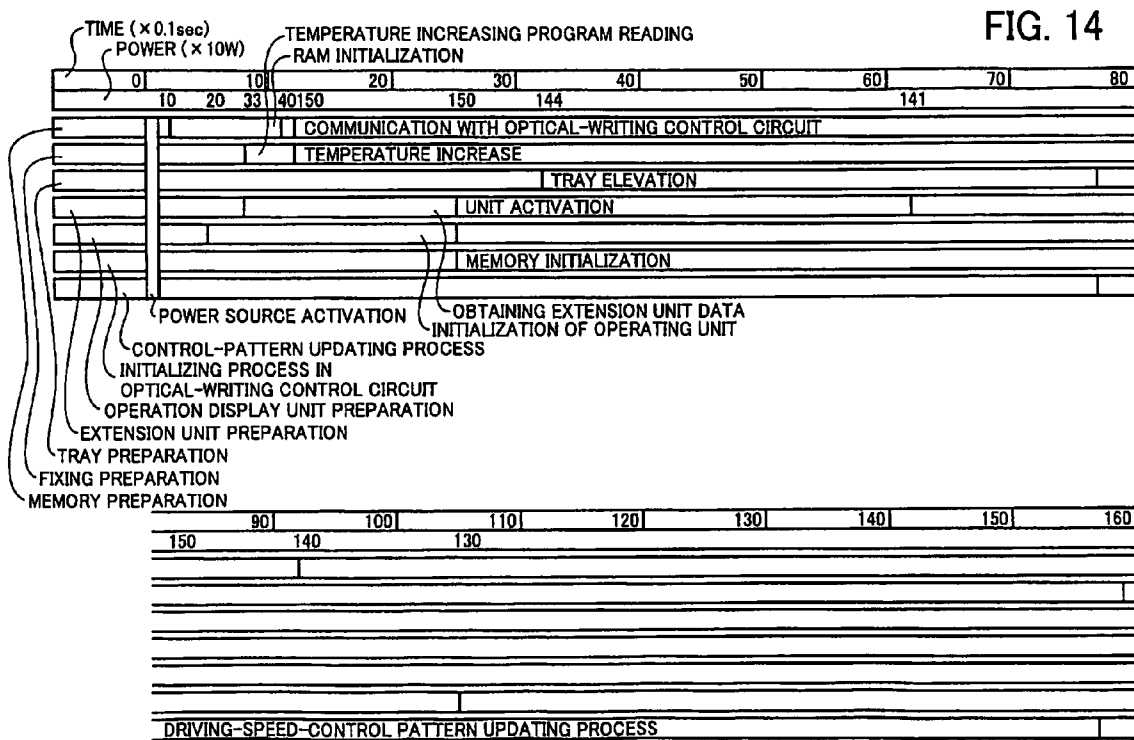 FIG. 14
TIME (×0.1sec)
POWER (×10W)
TEMPERATURE INCREASING PROGRAM READING
RAM INITIALIZATION
0 10 20 30 40 50 60 70 80
10 20 33 40 150 150 144 141
COMMUNICATION WITH OPTICAL-WRITING CONTROL CIRCUIT
TEMPERATURE INCREASE
TRAY ELEVATION
UNIT ACTIVATION
MEMORY INITIALIZATION
POWER SOURCE ACTIVATION
OBTAINING EXTENSION UNIT DATA
INITIALIZATION OF OPERATING UNIT
CONTROL-PATTERN UPDATING PROCESS
INITIALIZING PROCESS IN
OPTICAL-WRITING CONTROL CIRCUIT
OPERATION DISPLAY UNIT PREPARATION
EXTENSION UNIT PREPARATION
TRAY PREPARATION
FIXING PREPARATION
MEMORY PREPARATION
90 100 110 120 130 140 150 160
150 140 130
DRIVING-SPEED-CONTROL PATTERN UPDATING PROCESS